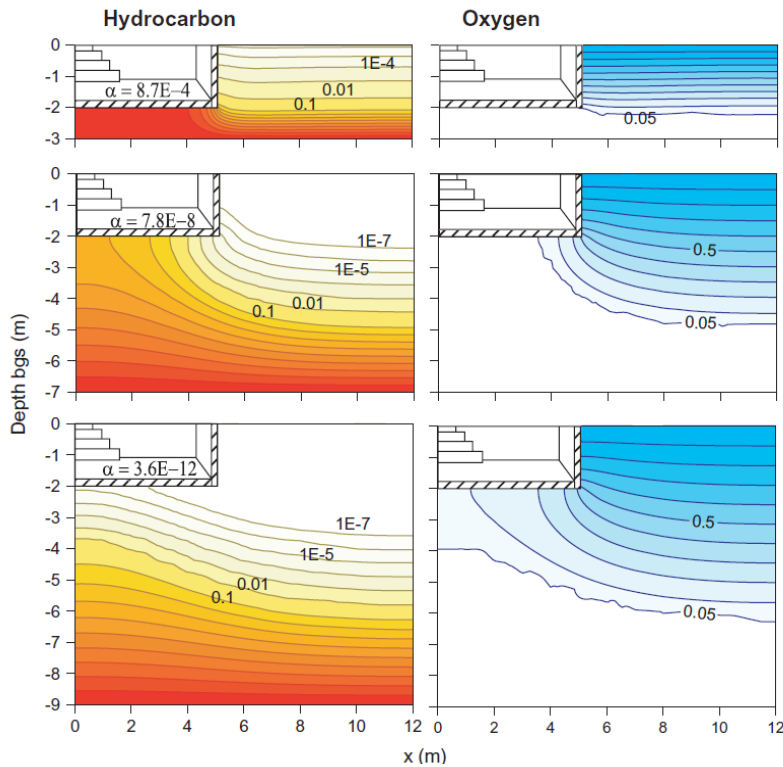 Hydrocarbon
Oxygen
0
-1
-2
-3
1E-4
0.01
0.1
α = 8.7E−4
0.05
0
-1
-2
-3
-4
-5
-6
-7
α = 7.8E−8
1E-7
1E-5
0.01
0.1
0.5
0.05
Depth bgs (m)
0
-1
-2
-3
-4
-5
-6
-7
-8
-9
α = 3.6E−12
1E-7
1E-5
0.01
0.1
0.5
0.05
0 2 4 6 8 10 12
0 2 4 6 8 10 12
x (m)